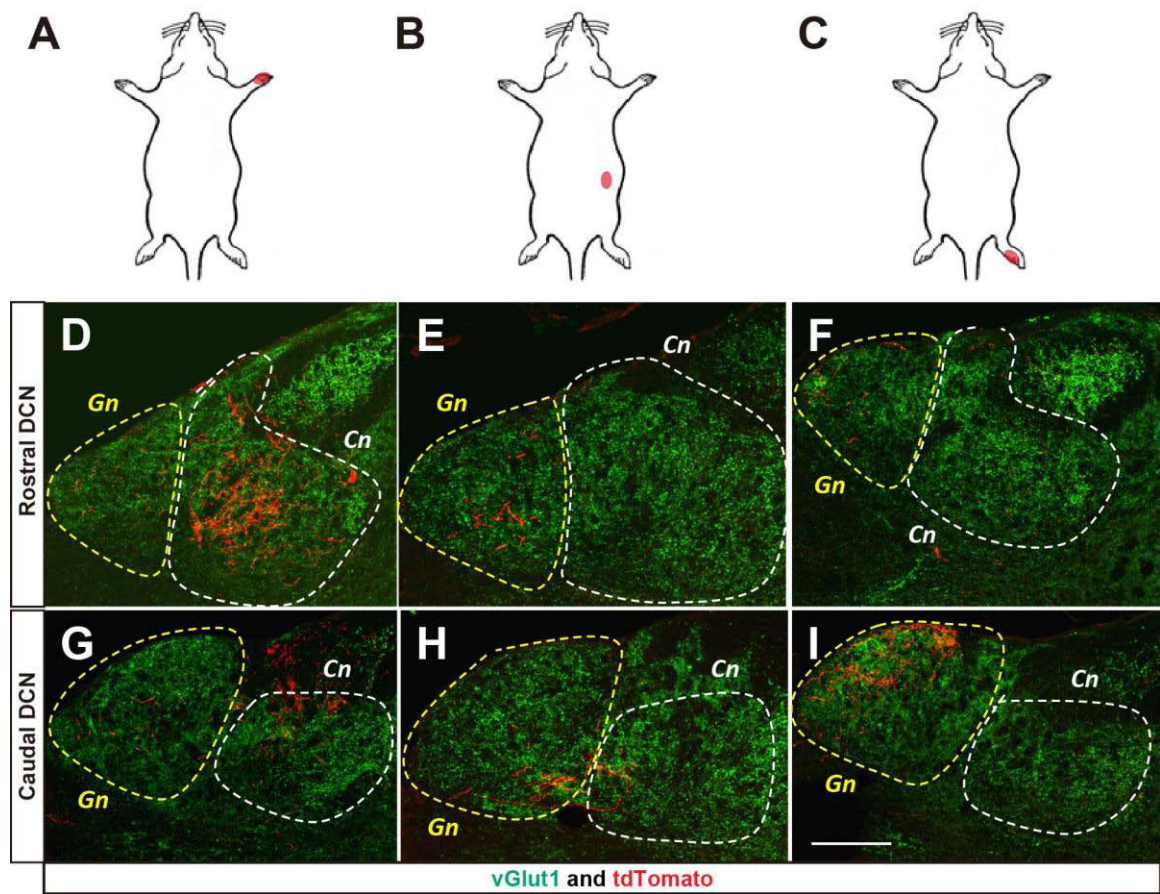 A B C
Rostral DCN
D E F
Gn Cn
Gn Cn
Gn Cn
Caudal DCN
G H I
Gn Cn
Gn Cn
Gn Cn
vGlut1 and tdTomato